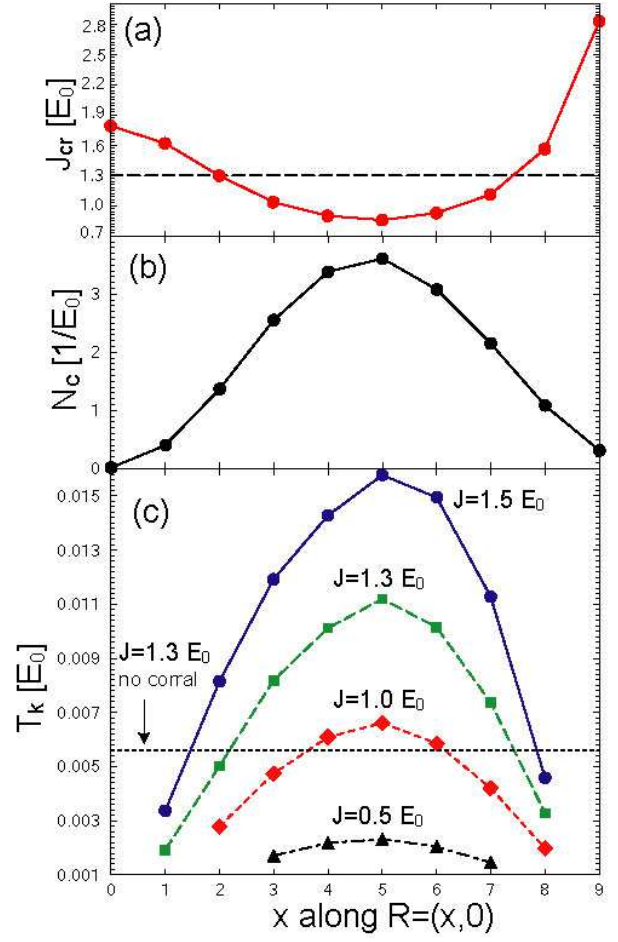 (a)
J_cr [E_0]
2.8
2.5
2.2
1.9
1.6
1.3
1.0
0.7
(b)
N_c [1/E_0]
3
2
1
0
(c)
T_k [E_0]
0.015
0.013
0.011
0.009
0.007
0.005
0.003
0.001
J=1.5 E_0
J=1.3 E_0
J=1.3 E_0
no corral
J=1.0 E_0
J=0.5 E_0
0 1 2 3 4 5 6 7 8 9
x along R=(x,0)